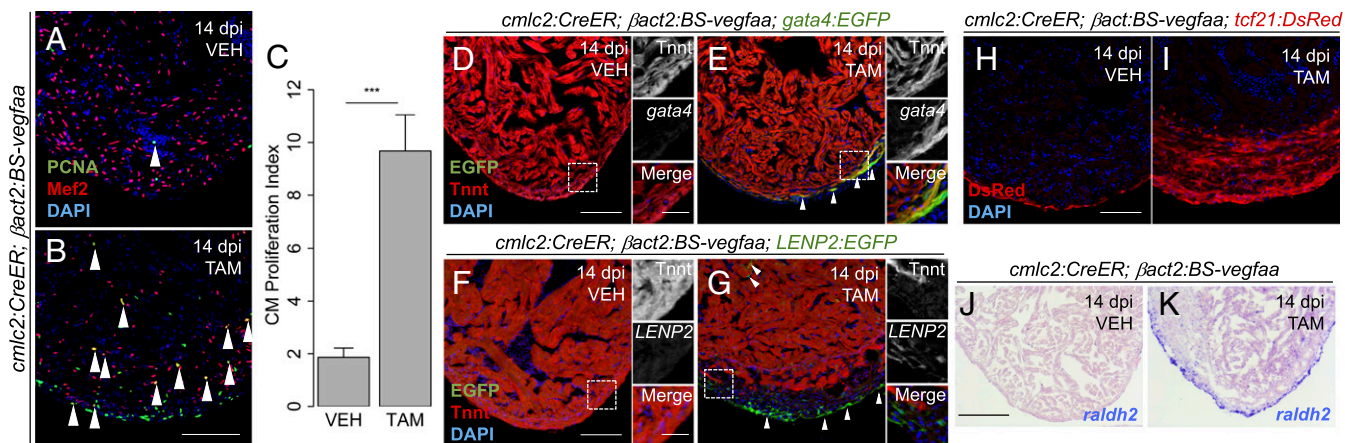 cmlc2:CreER; βact2:BS-vegfaa
A
14 dpi
VEH
PCNA
Mef2
DAPI
B
14 dpi
TAM
C
CM Proliferation Index
12
10
8
6
4
2
0
***
VEH
TAM
cmlc2:CreER; βact2:BS-vegfaa; gata4:EGFP
D
14 dpi
VEH
EGFP
Tnnt
DAPI
Tnnt
gata4
Merge
E
14 dpi
TAM
Tnnt
gata4
Merge
cmlc2:CreER; βact2:BS-vegfaa; LENP2:EGFP
F
14 dpi
VEH
EGFP
Tnnt
DAPI
Tnnt
LENP2
Merge
G
14 dpi
TAM
Tnnt
LENP2
Merge
cmlc2:CreER; βact:BS-vegfaa; tcf21:DsRed
H
14 dpi
VEH
DsRed
DAPI
I
14 dpi
TAM
cmlc2:CreER; βact2:BS-vegfaa
J
14 dpi
VEH
raldh2
K
14 dpi
TAM
raldh2